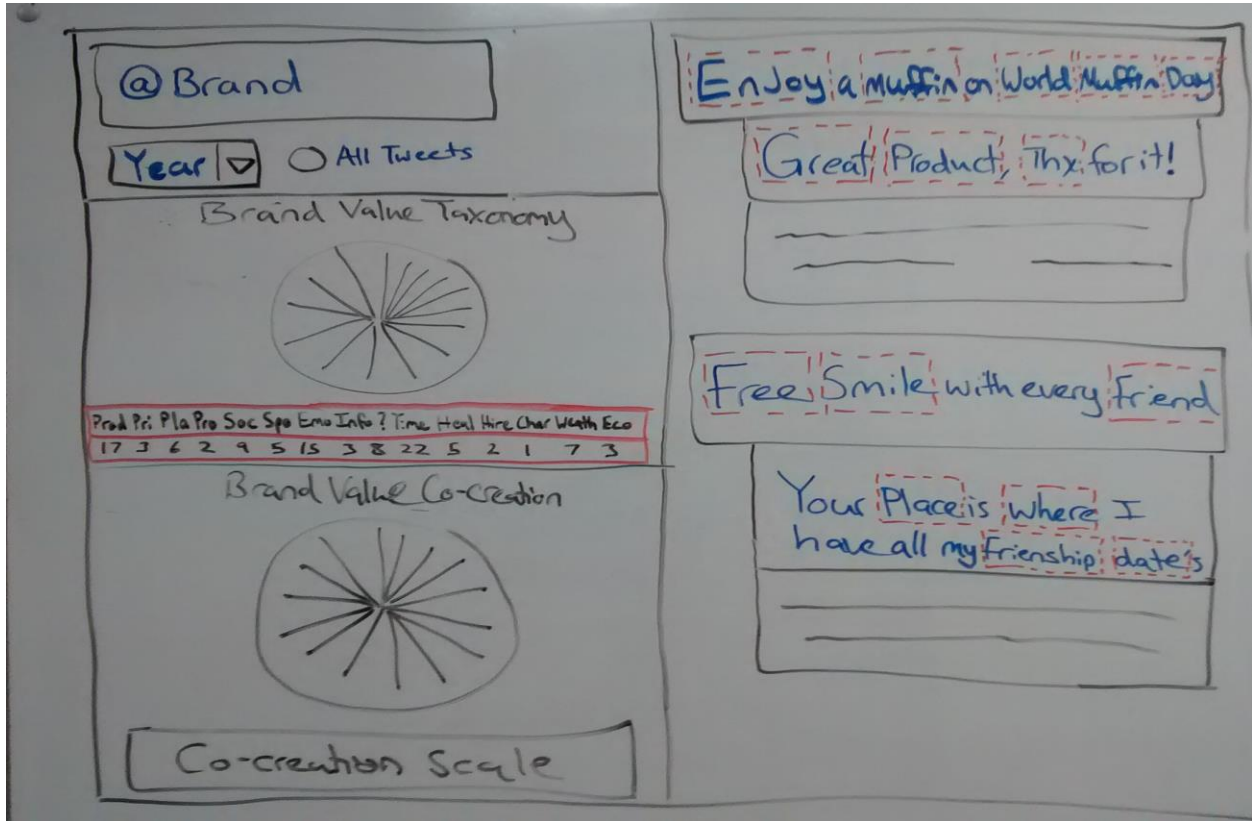 @Brand
Year
All Tweets
Brand Value Taxonomy
Prod Pri Pla Pro Soc Spo Emo Info ? Time Heal Hire Char Wealth Eco
17 3 6 2 9 5 15 3 8 22 5 2 1 7 3
Brand Value Co-creation
Co-creation Scale
Enjoy a muffin on World Muffin Day
Great Product, Thx for it!
Free Smile with every friend
Your Place is where I
have all my frienship date's